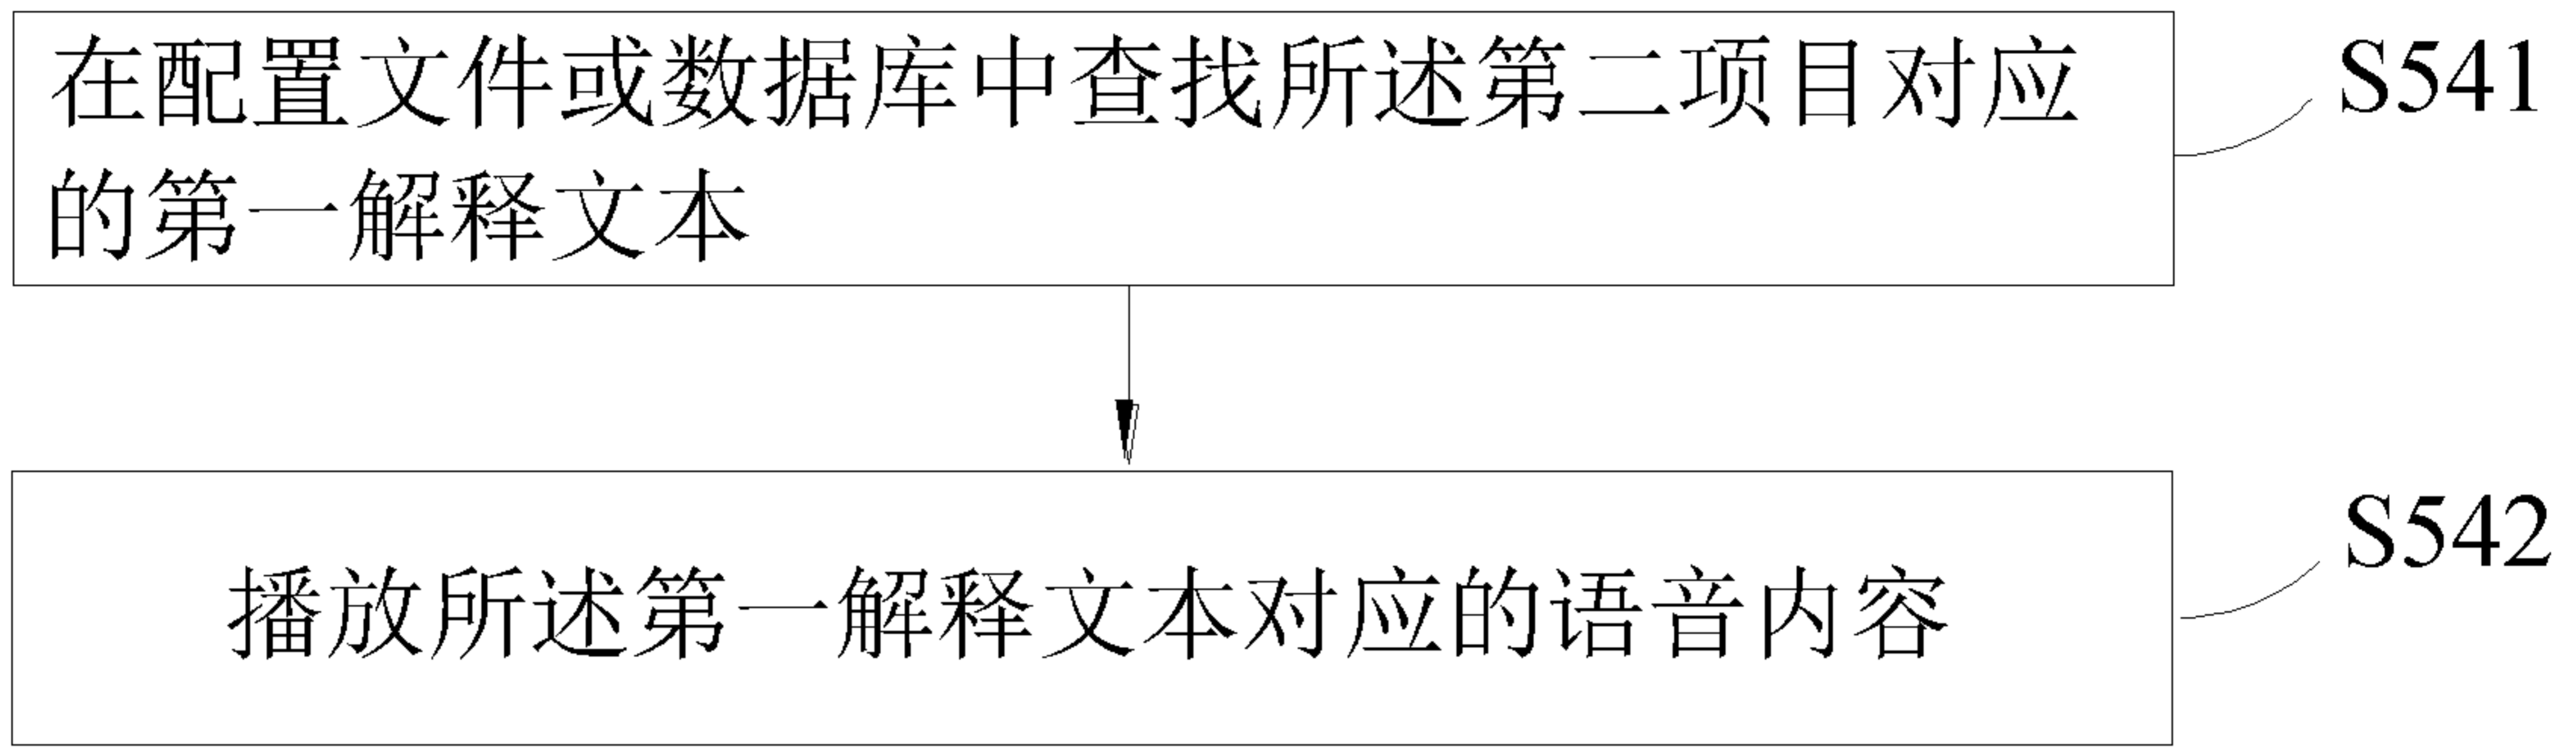 在配置文件或数据库中查找所述第二项目对应
的第一解释文本
S541
播放所述第一解释文本对应的语音内容
S542